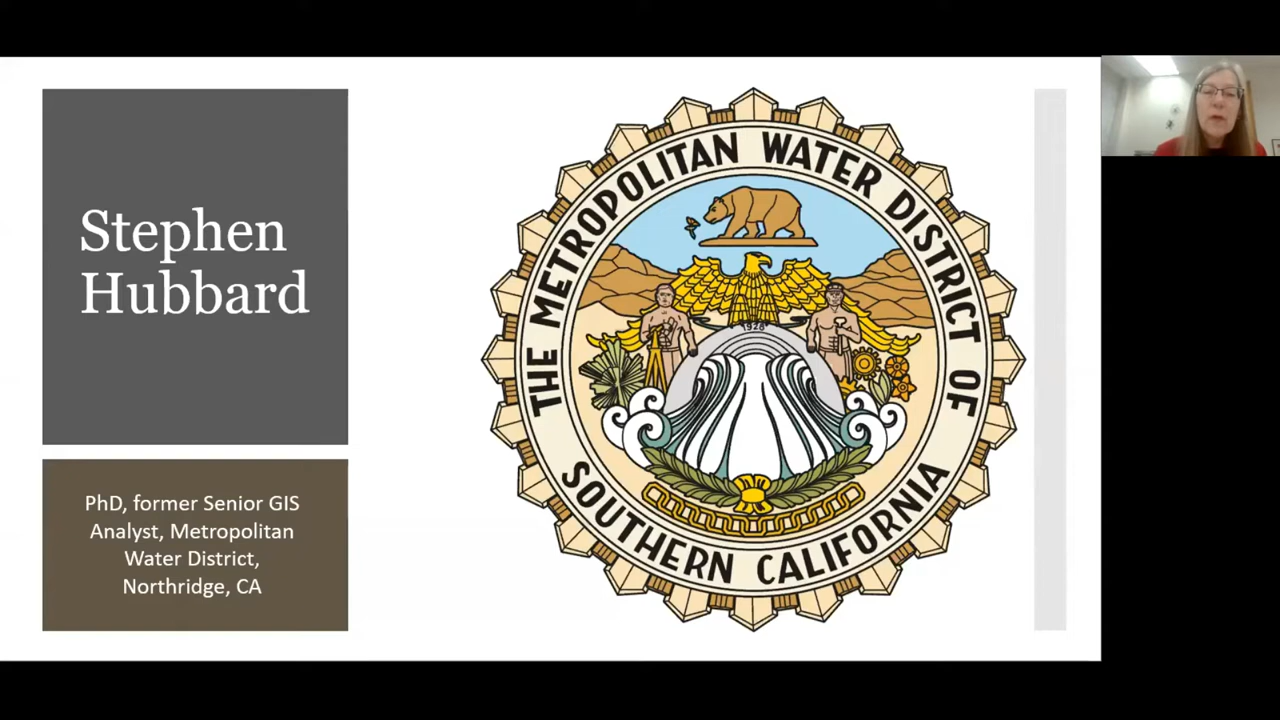 Stephen
Hubbard
PhD, former Senior GIS
Analyst, Metropolitan
Water District,
Northridge, CA
THE METROPOLITAN WATER DISTRICT OF
SOUTHERN CALIFORNIA
1928